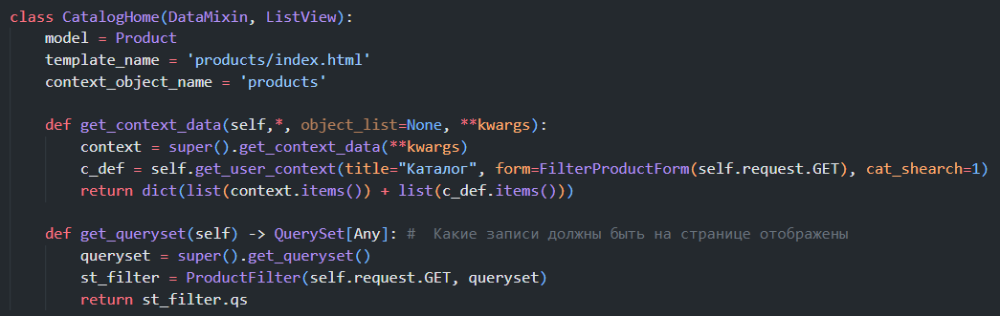 class CatalogHome(DataMixin, ListView):
    model = Product
    template_name = 'products/index.html'
    context_object_name = 'products'

    def get_context_data(self,*, object_list=None, **kwargs):
        context = super().get_context_data(**kwargs)
        c_def = self.get_user_context(title="Каталог", form=FilterProductForm(self.request.GET), cat_shearch=1)
        return dict(list(context.items()) + list(c_def.items()))

    def get_queryset(self) -> QuerySet[Any]: #  Какие записи должны быть на странице отображены
        queryset = super().get_queryset()
        st_filter = ProductFilter(self.request.GET, queryset)
        return st_filter.qs